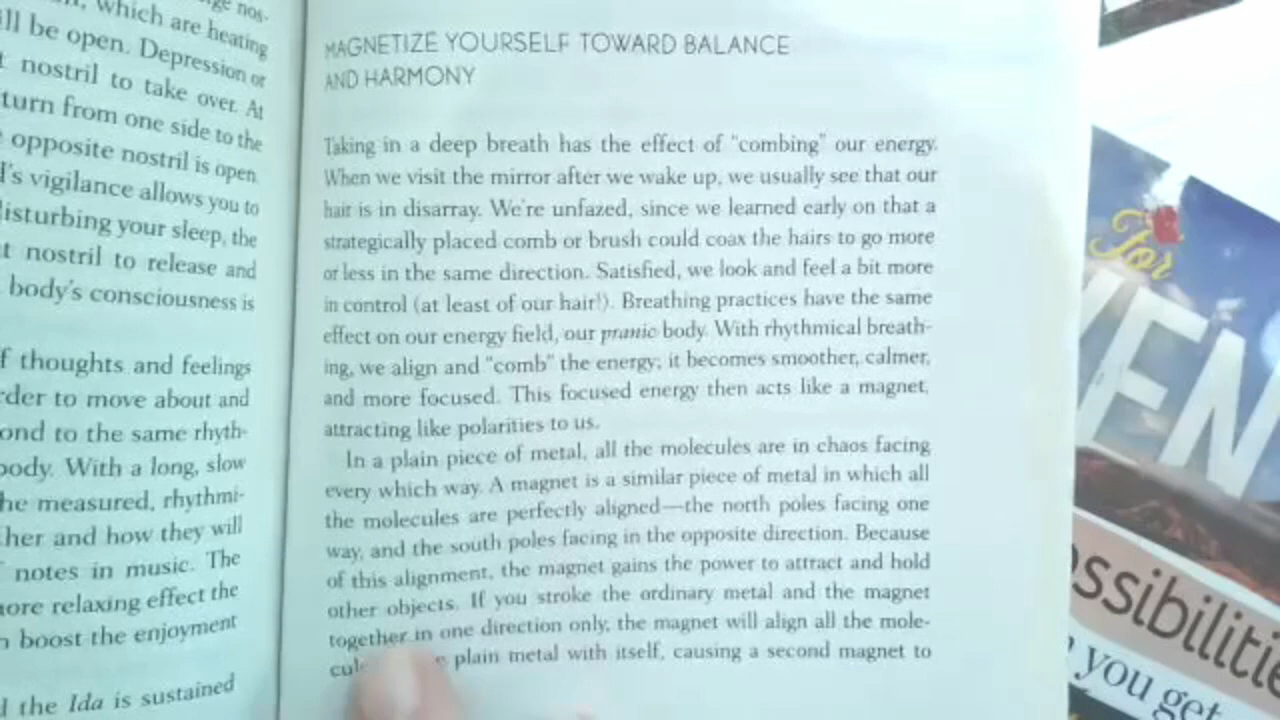 nos-
which are heating
ll be open. Depression or
nostril to take over. At
turn from one side to the
opposite nostril is open.
d's vigilance allows you to
disturbing your sleep, the
t nostril to release and
body's consciousness is
f thoughts and feelings
rder to move about and
ond to the same rhyth-
body. With a long, slow
he measured, rhythmi-
her and how they will
notes in music. The
more relaxing effect the
boost the enjoyment
d the Ida is sustained
MAGNETIZE YOURSELF TOWARD BALANCE
AND HARMONY
Taking in a deep breath has the effect of "combing" our energy.
When we visit the mirror after we wake up, we usually see that our
hair is in disarray. We're unfazed, since we learned early on that a
strategically placed comb or brush could coax the hairs to go more
or less in the same direction. Satisfied, we look and feel a bit more
in control (at least of our hair!). Breathing practices have the same
effect on our energy field, our pranic body. With rhythmical breath-
ing, we align and "comb" the energy; it becomes smoother, calmer,
and more focused. This focused energy then acts like a magnet,
attracting like polarities to us.
In a plain piece of metal, all the molecules are in chaos facing
every which way. A magnet is a similar piece of metal in which all
the molecules are perfectly aligned—the north poles facing one
way, and the south poles facing in the opposite direction. Because
of this alignment, the magnet gains the power to attract and hold
other objects. If you stroke the ordinary metal and the magnet
together in one direction only, the magnet will align all the mole-
cul plain metal with itself, causing a second magnet to
For
VEN
ossibilitie
you get